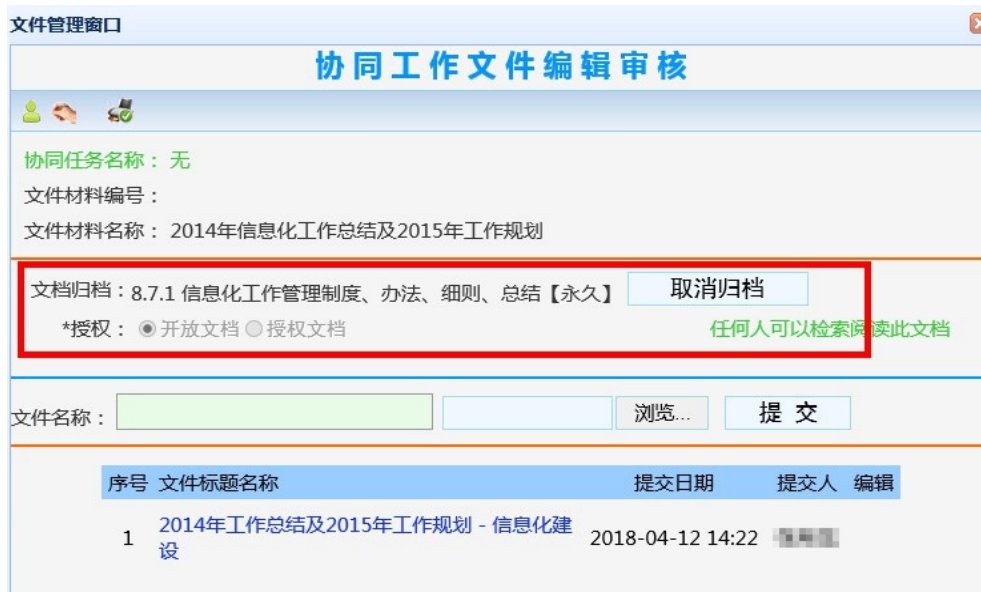 文件管理窗口
协同工作文件编辑审核
协同任务名称：无
文件材料编号：
文件材料名称：2014年信息化工作总结及2015年工作规划
文档归档：8.7.1 信息化工作管理制度、办法、细则、总结【永久】 取消归档
*授权：开放文档 授权文档 任何人可以检索阅读此文档
文件名称： 浏览... 提 交
序号 文件标题名称 提交日期 提交人 编辑
1 2014年工作总结及2015年工作规划 - 信息化建 2018-04-12 14:22
设